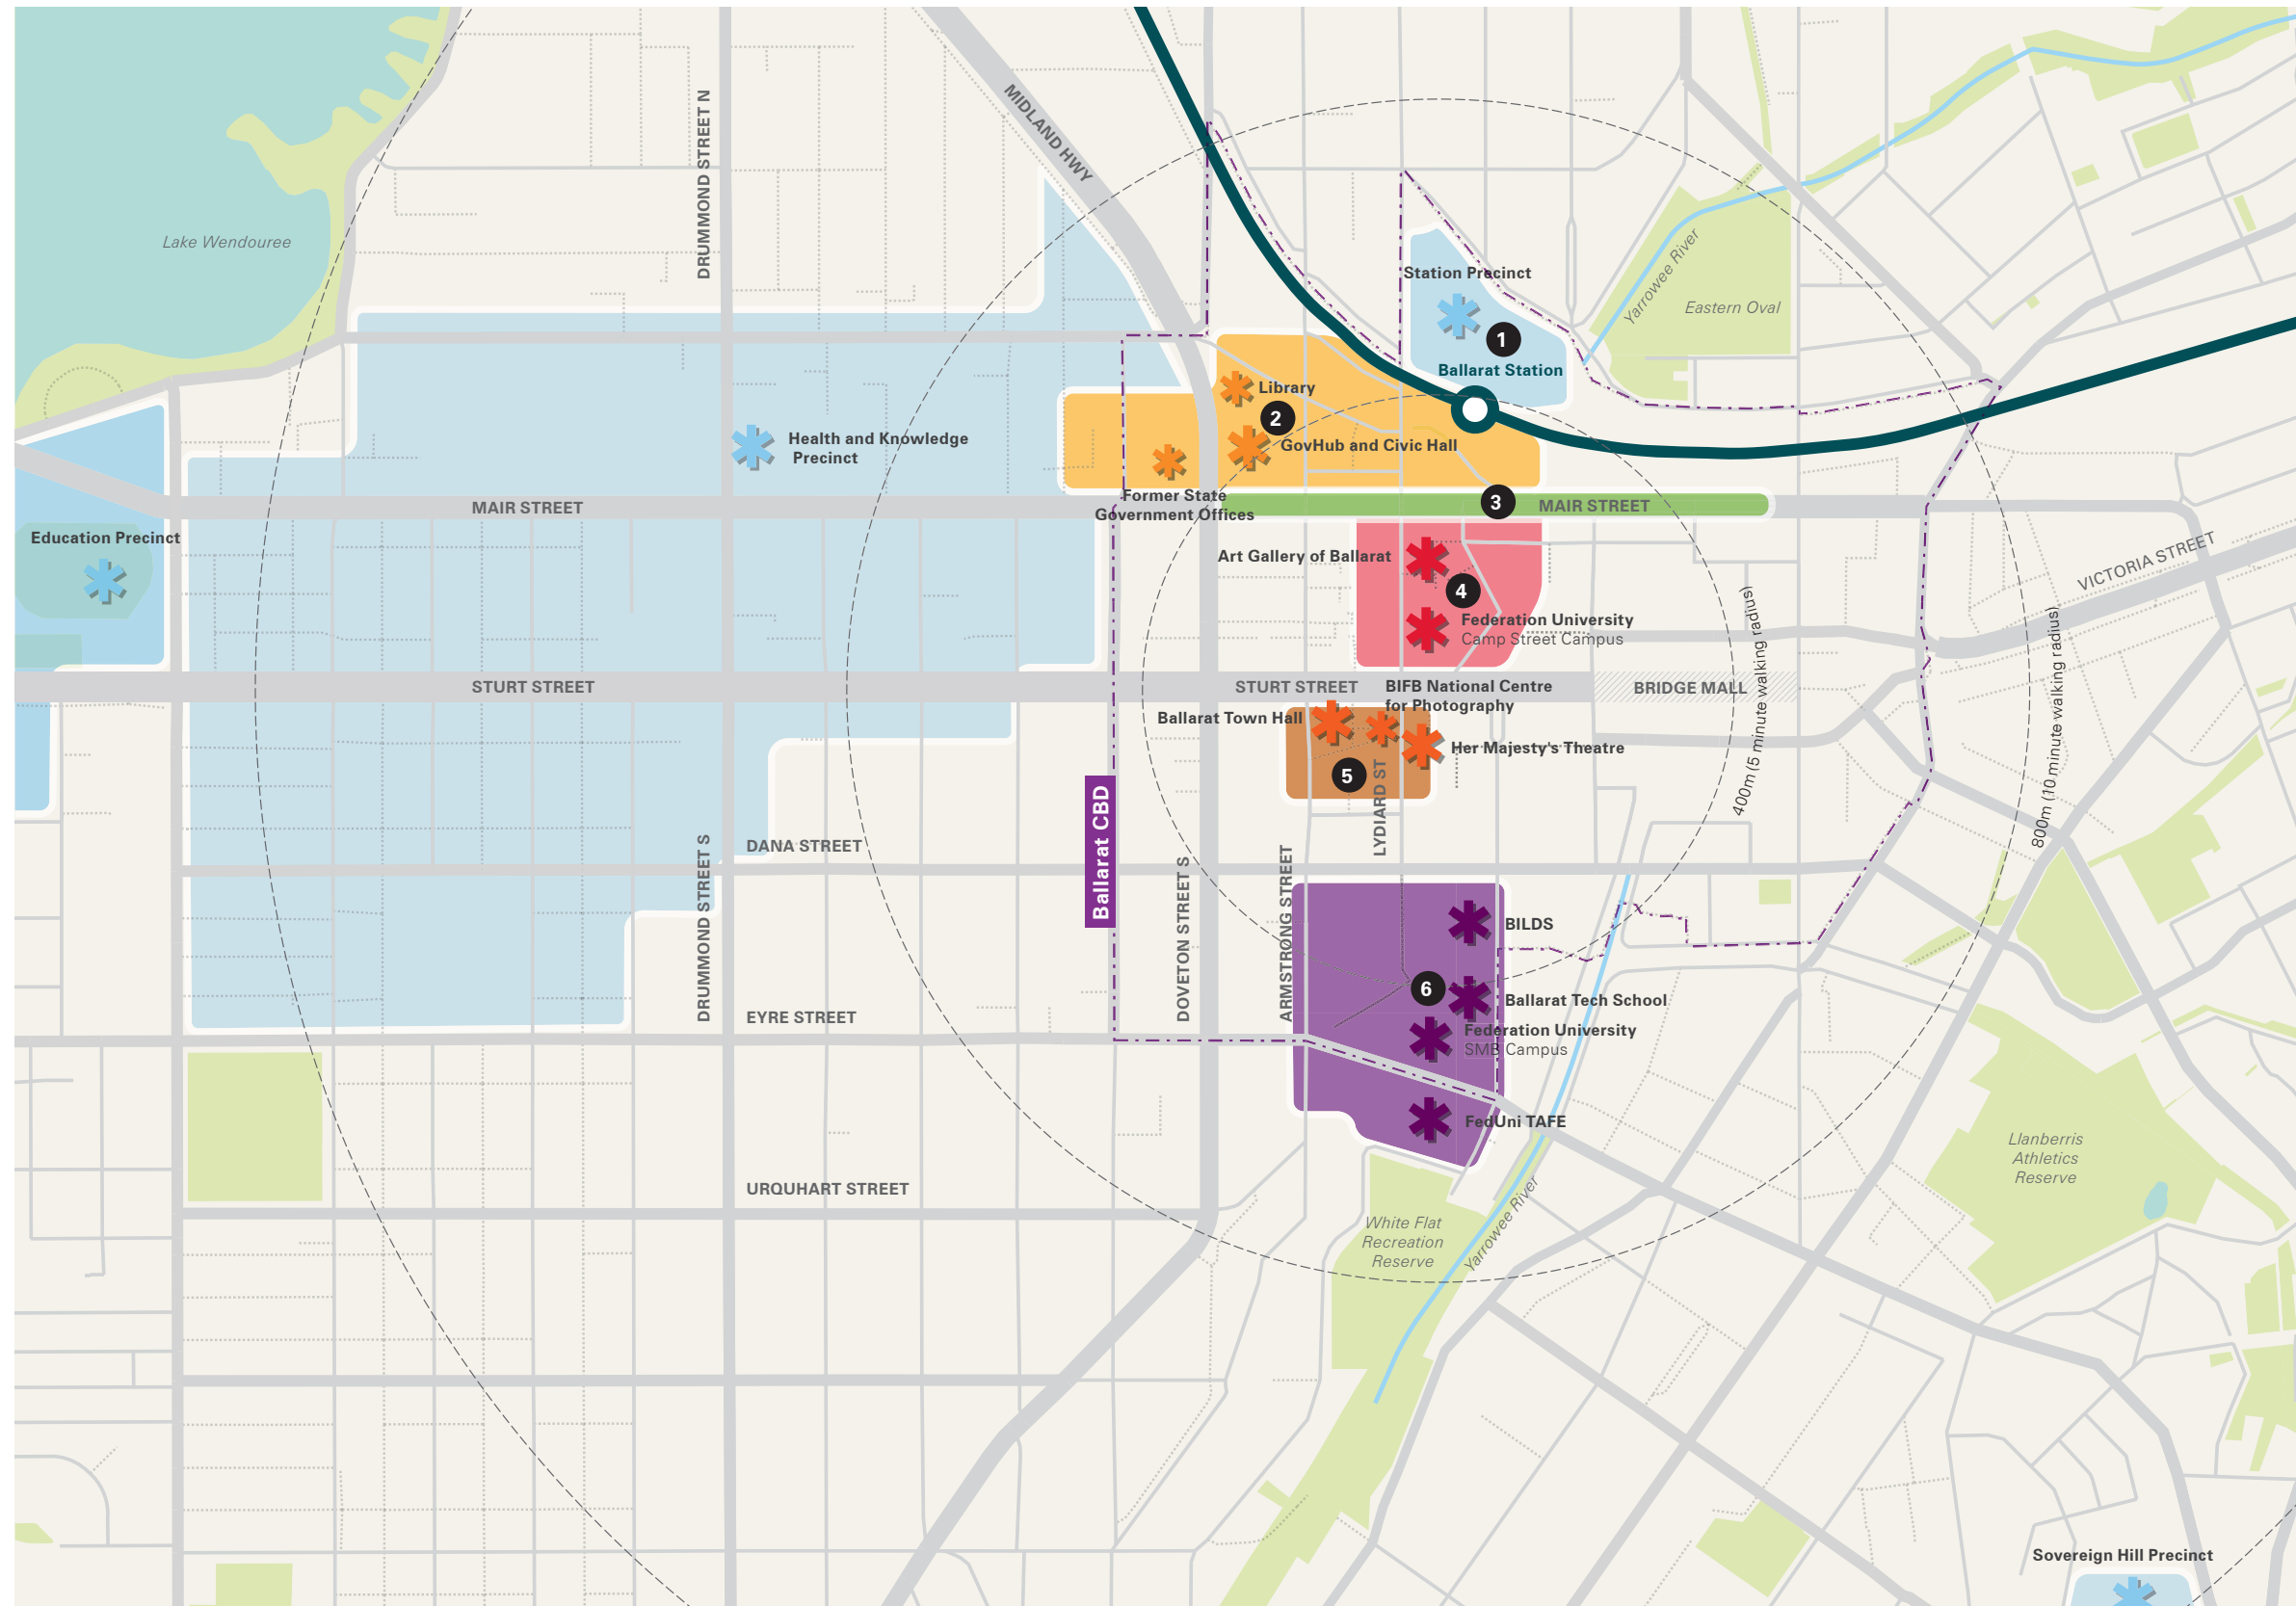 DRUMMOND STREET N
MIDLAND HWY
Lake Wendouree
Station Precinct
1
Ballarat Station
Yarrowee River
Eastern Oval
Library
2
GovHub and Civic Hall
Health and Knowledge
Precinct
Former State
Government Offices
MAIR STREET
3
MAIR STREET
Education Precinct
Art Gallery of Ballarat
4
Federation University
Camp Street Campus
VICTORIA STREET
STURT STREET
STURT STREET
BIFB National Centre
for Photography
BRIDGE MALL
Ballarat Town Hall
Her Majesty's Theatre
5
LYDIARD ST
400m (5 minute walking radius)
800m (10 minute walking radius)
Ballarat CBD
DANA STREET
DRUMMOND STREET S
DOVETON STREET S
ARMSTRONG STREET
BILDS
6
Ballarat Tech School
Federation University
SMB Campus
EYRE STREET
FedUni TAFE
Llanberris
Athletics
Reserve
URQUHART STREET
White Flat
Recreation
Reserve
Yarrowee River
Sovereign Hill Precinct